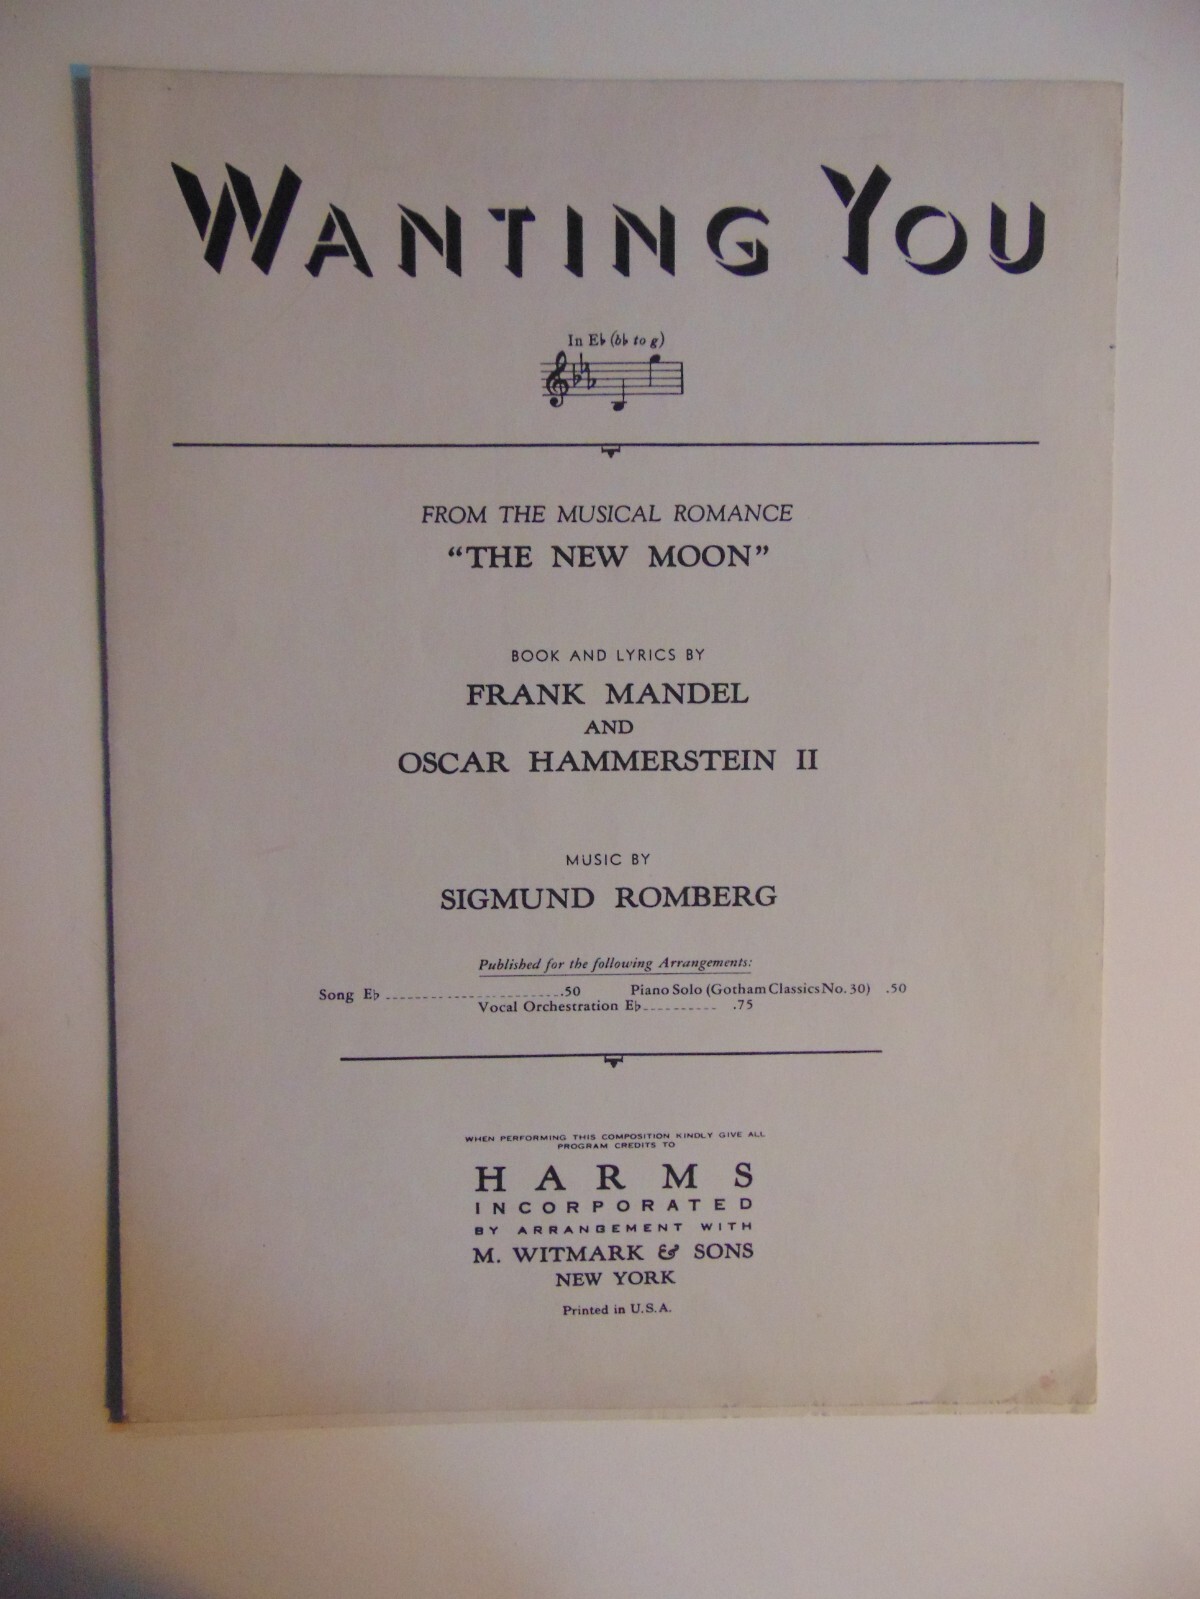 WANTING YOU
In E♭ (b♭ to g)
FROM THE MUSICAL ROMANCE
“THE NEW MOON”
BOOK AND LYRICS BY
FRANK MANDEL
AND
OSCAR HAMMERSTEIN II
MUSIC BY
SIGMUND ROMBERG
Published for the following Arrangements:
Song E♭ ........................ .50 Piano Solo (Gotham Classics No. 30) .50
Vocal Orchestration E♭ .......... .75
WHEN PERFORMING THIS COMPOSITION KINDLY GIVE ALL
PROGRAM CREDITS TO
HARMS
INCORPORATED
BY ARRANGEMENT WITH
M. WITMARK & SONS
NEW YORK
Printed in U.S.A.